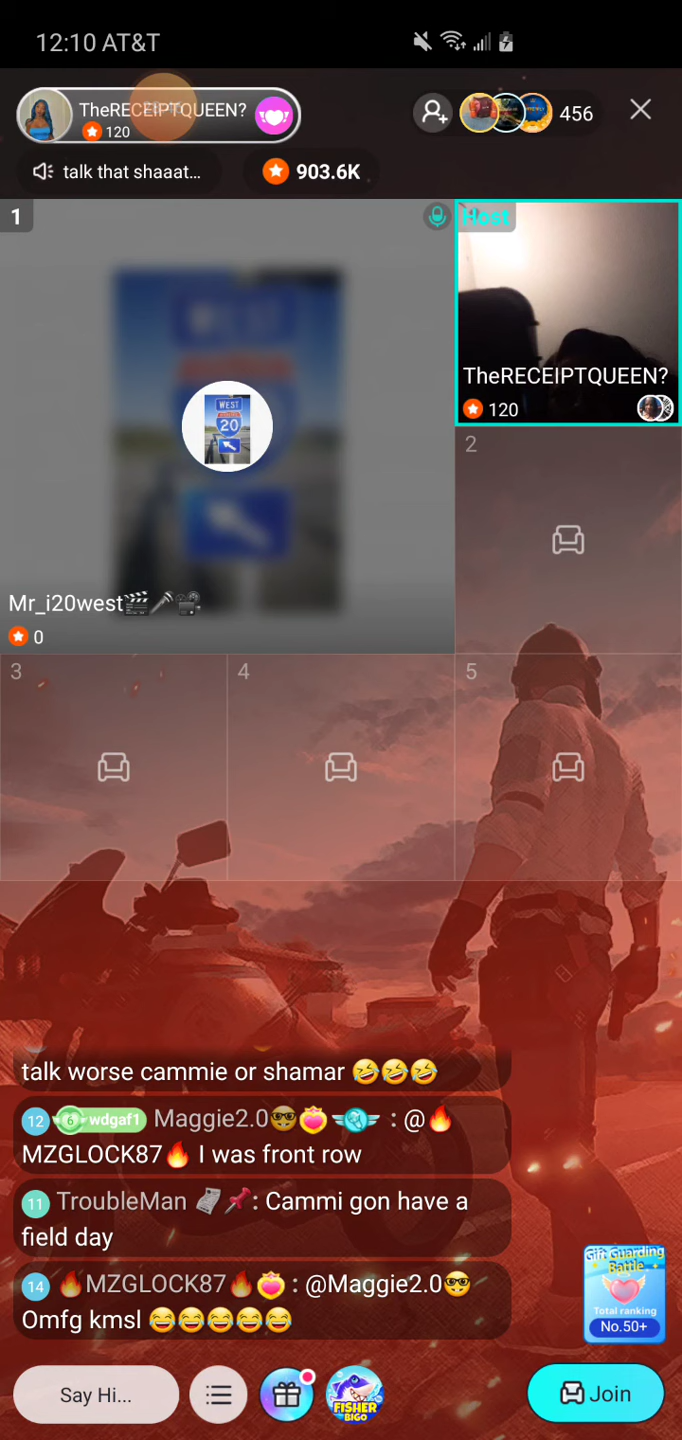 12:10 AT&T
TheRECEIPTQUEEN?
120
456
talk that shaaat...
903.6K
1
Host
WEST
20
TheRECEIPTQUEEN?
120
2
Mr_i20west🎬🎤🎥
0
3
4
5
talk worse cammie or shamar 🤣🤣🤣
12 6 wdgaf1 Maggie2.0🤓 : @🔥
MZGLOCK87🔥 I was front row
11 TroubleMan 🗞📌: Cammi gon have a
field day
14 🔥MZGLOCK87🔥 : @Maggie2.0🤓
Omfg kmsl 😂😂😂😂😂
Gift Guarding
Battle
Total ranking
No.50+
Say Hi...
FISHER
BIGO
Join